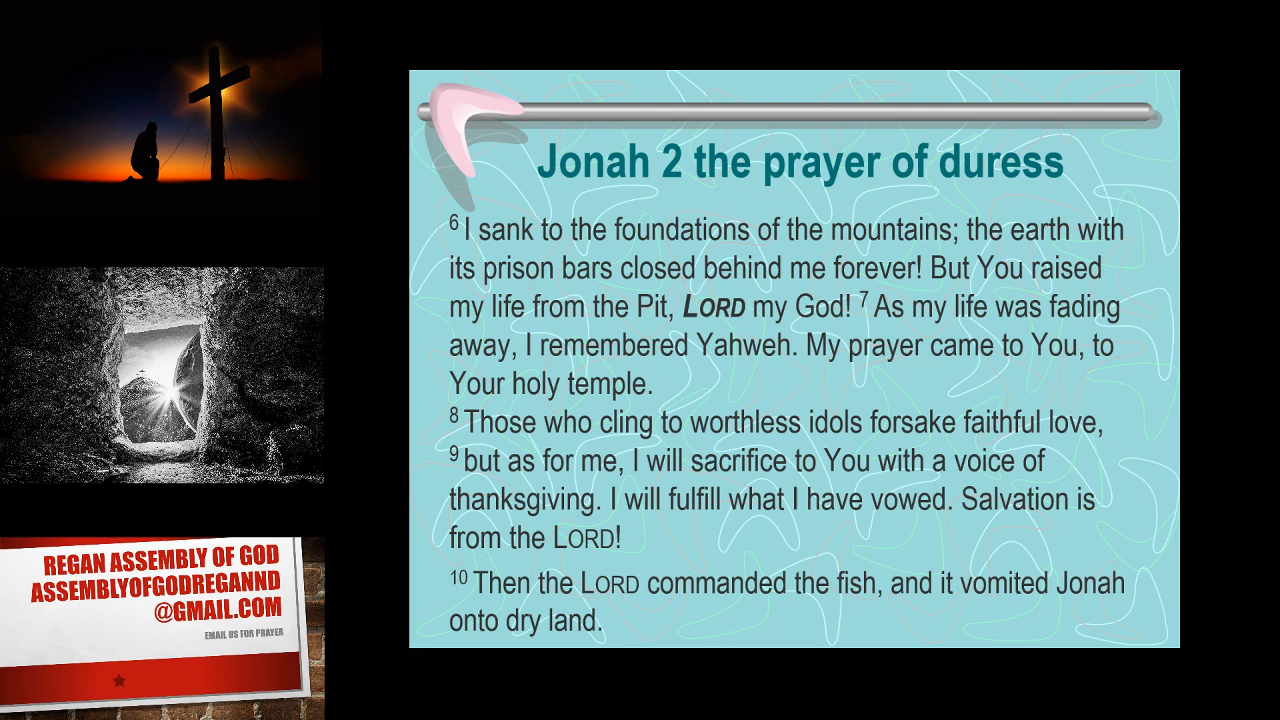 Jonah 2 the prayer of duress
6 I sank to the foundations of the mountains; the earth with
its prison bars closed behind me forever! But You raised
my life from the Pit, LORD my God! 7 As my life was fading
away, I remembered Yahweh. My prayer came to You, to
Your holy temple.
8 Those who cling to worthless idols forsake faithful love,
9 but as for me, I will sacrifice to You with a voice of
thanksgiving. I will fulfill what I have vowed. Salvation is
from the LORD!
10 Then the LORD commanded the fish, and it vomited Jonah
onto dry land.
REGAN ASSEMBLY OF GOD
ASSEMBLYOFGODREGANND
@GMAIL.COM
EMAIL US FOR PRAYER